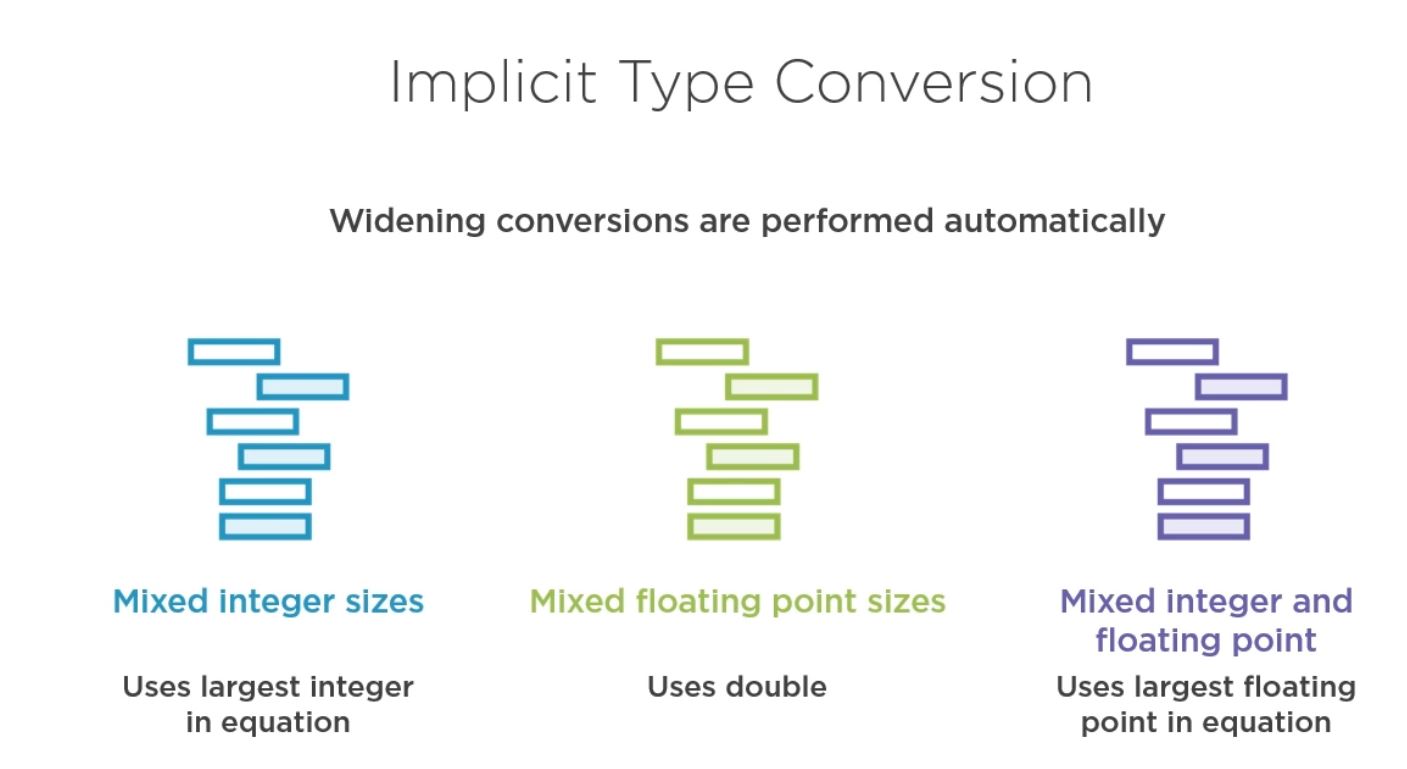 Implicit Type Conversion
Widening conversions are performed automatically
Mixed integer sizes
Uses largest integer
in equation
Mixed floating point sizes
Uses double
Mixed integer and
floating point
Uses largest floating
point in equation